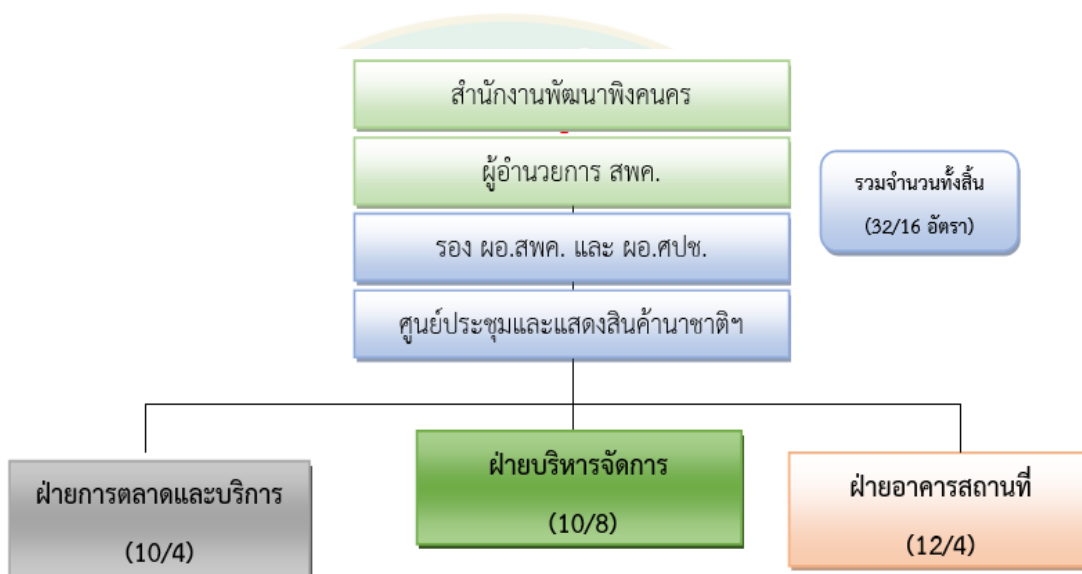 สำนักงานพัฒนาพิงคนคร
ผู้อำนวยการ สพค.
รวมจำนวนทั้งสิ้น
(32/16 อัตรา)
รอง ผอ.สพค. และ ผอ.ศปช.
ศูนย์ประชุมและแสดงสินค้านาชาติฯ
ฝ่ายการตลาดและบริการ
(10/4)
ฝ่ายบริหารจัดการ
(10/8)
ฝ่ายอาคารสถานที่
(12/4)